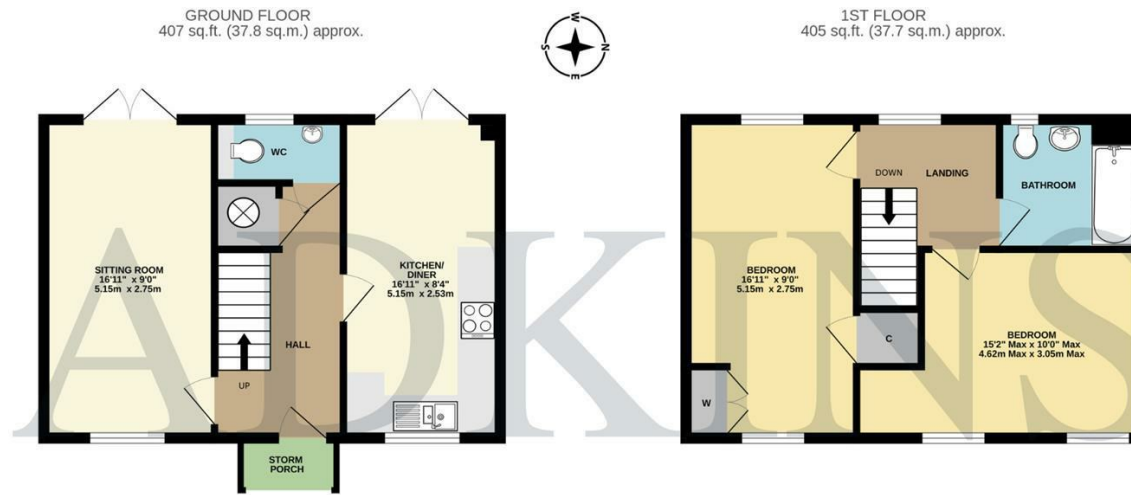 GROUND FLOOR
407 sq.ft. (37.8 sq.m.) approx.
1ST FLOOR
405 sq.ft. (37.7 sq.m.) approx.
W
N
S
E
WC
SITTING ROOM
16'11" x 9'0"
5.15m x 2.75m
KITCHEN/
DINER
16'11" x 8'4"
5.15m x 2.53m
HALL
UP
STORM
PORCH
DOWN
LANDING
BATHROOM
BEDROOM
16'11" x 9'0"
5.15m x 2.75m
C
BEDROOM
15'2" Max x 10'0" Max
4.62m Max x 3.05m Max
W
ADKINS